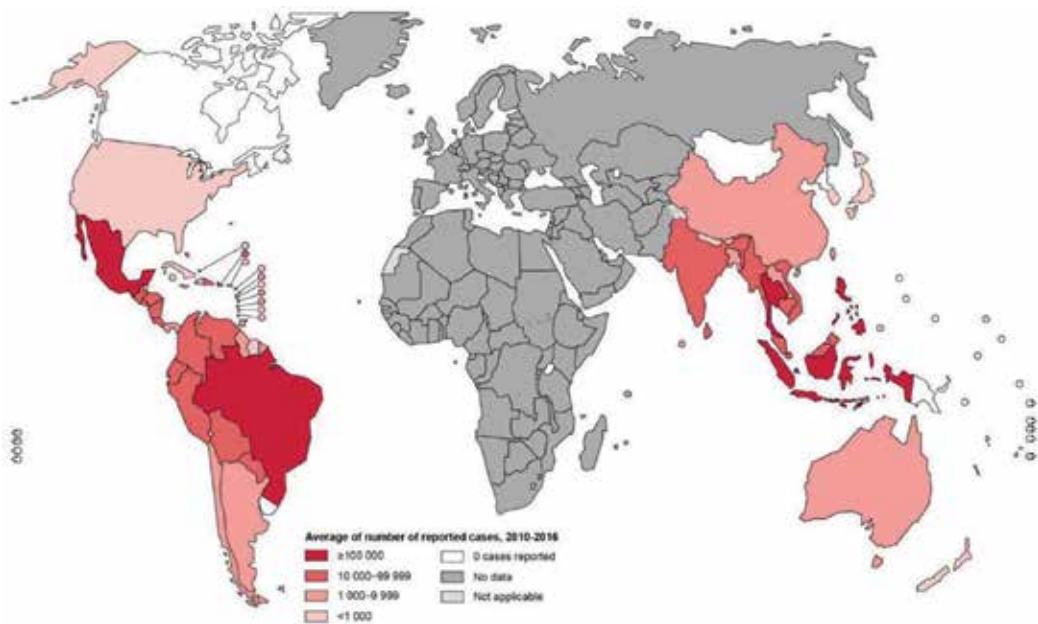 Average of number of reported cases, 2010-2016
≥100 000
10 000–99 999
1 000–9 999
<1 000
0 cases reported
No data
Not applicable